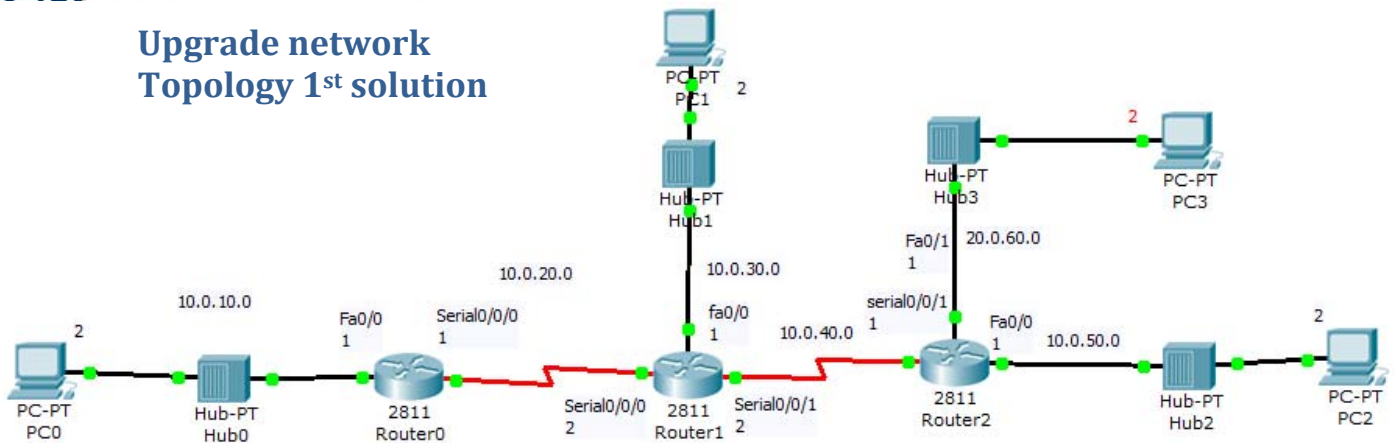 Upgrade network
Topology 1st solution
PC-PT
PC1
2
Hub-PT
Hub1
2
PC-PT
PC3
Hub-PT
Hub3
Fa0/1
1
20.0.60.0
10.0.20.0
10.0.30.0
10.0.10.0
Fa0/0
1
Serial0/0/0
1
fa0/0
1
10.0.40.0
serial0/0/1
1
Fa0/0
1
10.0.50.0
2
2
PC-PT
PC0
Hub-PT
Hub0
2811
Router0
Serial0/0/0
2
2811
Router1
Serial0/0/1
2
2811
Router2
Hub-PT
Hub2
PC-PT
PC2